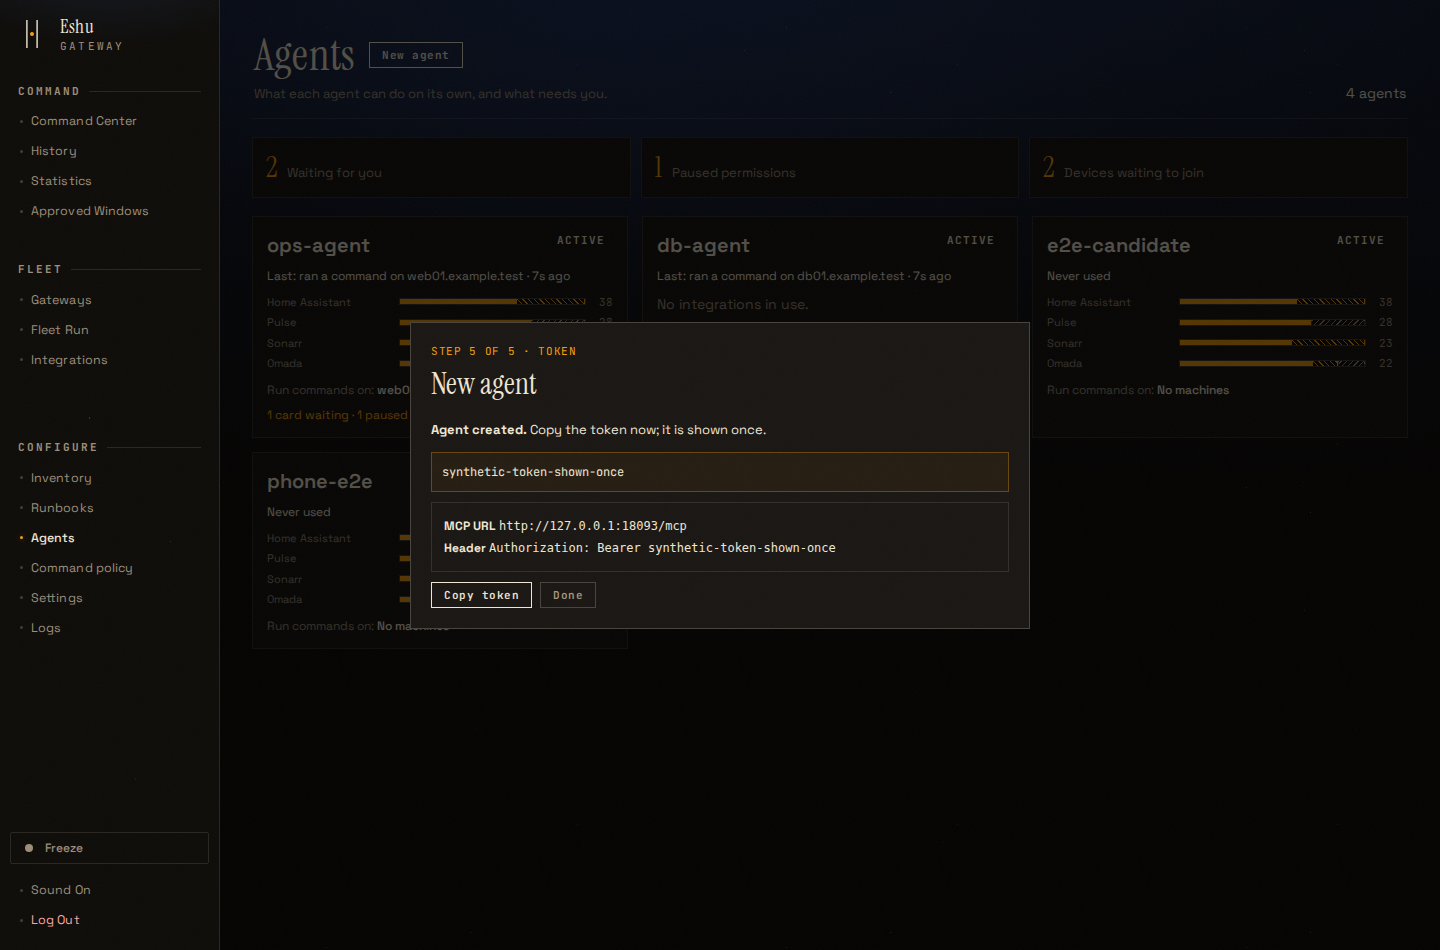 Eshu
GATEWAY
COMMAND
Command Center
History
Statistics
Approved Windows
FLEET
Gateways
Fleet Run
Integrations
CONFIGURE
Inventory
Runbooks
Agents
Command policy
Settings
Logs
Freeze
Sound On
Log Out
Agents
New agent
What each agent can do on its own, and what needs you.
4 agents
2 Waiting for you
1 Paused permissions
2 Devices waiting to join
ops-agent
ACTIVE
Last: ran a command on web01.example.test · 7s ago
Home Assistant 38
Pulse 28
Sonarr
Omada
Run commands on: web0
1 card waiting · 1 paused
db-agent
ACTIVE
Last: ran a command on db01.example.test · 7s ago
No integrations in use.
e2e-candidate
ACTIVE
Never used
Home Assistant 38
Pulse 28
Sonarr 23
Omada 22
Run commands on: No machines
phone-e2e
Never used
Home Assistant
Pulse
Sonarr
Omada
Run commands on: No machines
STEP 5 OF 5 · TOKEN
New agent
Agent created. Copy the token now; it is shown once.
synthetic-token-shown-once
MCP URL http://127.0.0.1:18093/mcp
Header Authorization: Bearer synthetic-token-shown-once
Copy token
Done